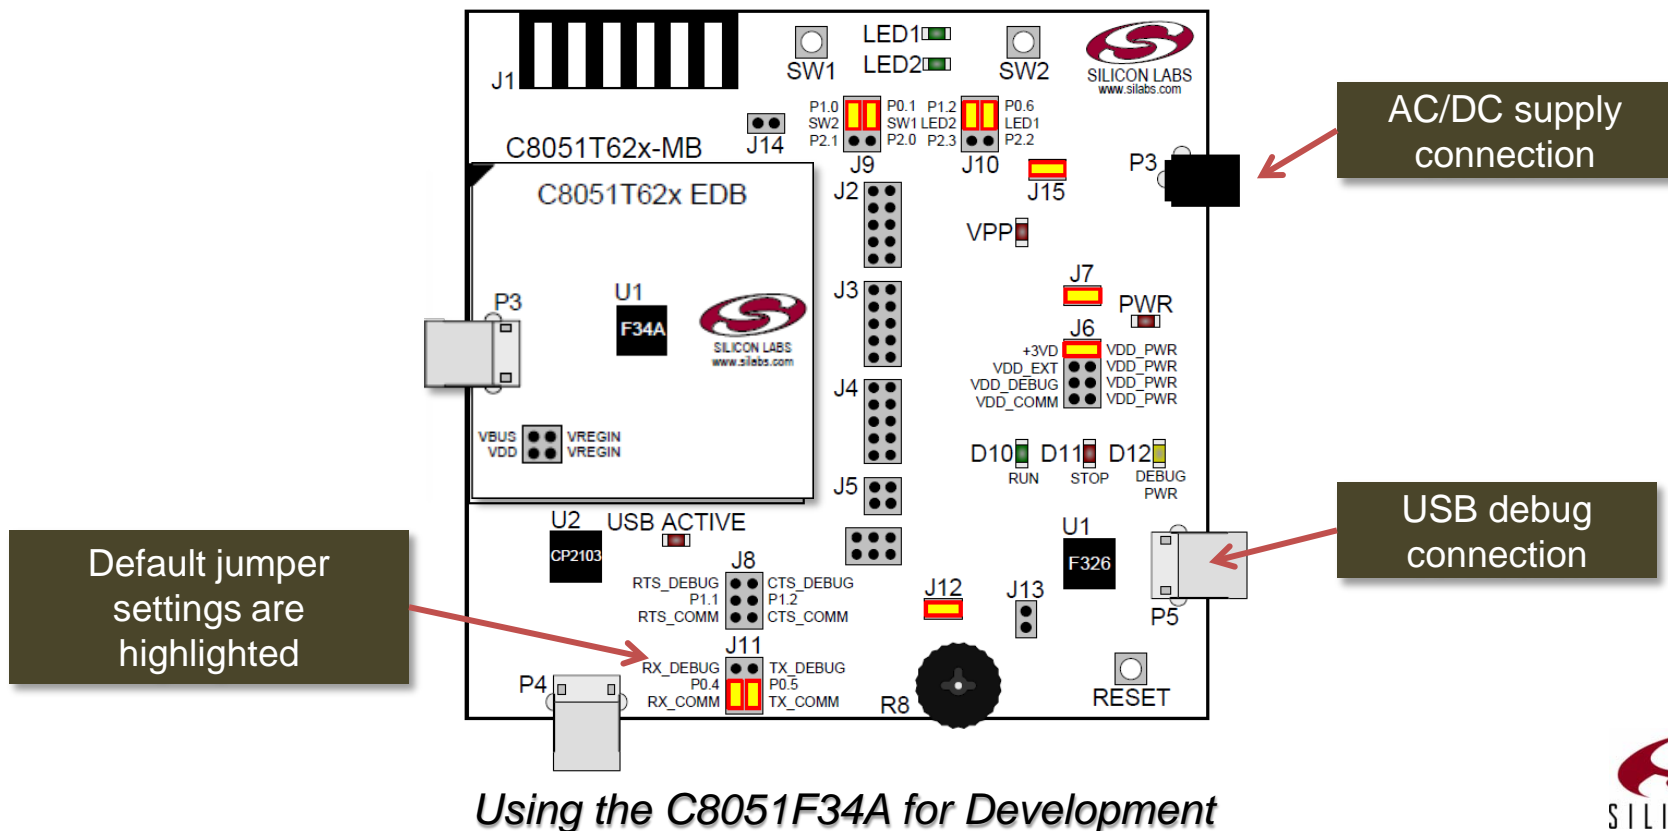 J1
SW1
LED1
LED2
SW2
SILICON LABS
www.silabs.com
AC/DC supply
connection
P1.0 P0.1 P1.2 P0.6
SW2 SW1 LED2 LED1
P2.1 P2.0 P2.3 P2.2
J14
J9
J10
C8051T62x-MB
P3
J15
C8051T62x EDB
J2
VPP
J7
U1
J3
P3
PWR
F34A
J6
SILICON LABS
www.silabs.com
+3VD VDD_PWR
VDD_EXT VDD_PWR
VDD_DEBUG VDD_PWR
VDD_COMM VDD_PWR
J4
VBUS VREGIN
VDD VREGIN
D10 D11 D12
RUN STOP DEBUG
PWR
J5
USB debug
connection
U2 USB ACTIVE
CP2103
U1
F326
P5
Default jumper
settings are
highlighted
J8
RTS_DEBUG CTS_DEBUG
P1.1 P1.2
RTS_COMM CTS_COMM
J12
J13
J11
RX_DEBUG TX_DEBUG
P0.4 P0.5
RX_COMM TX_COMM
P4
R8
RESET
Using the C8051F34A for Development
SILI